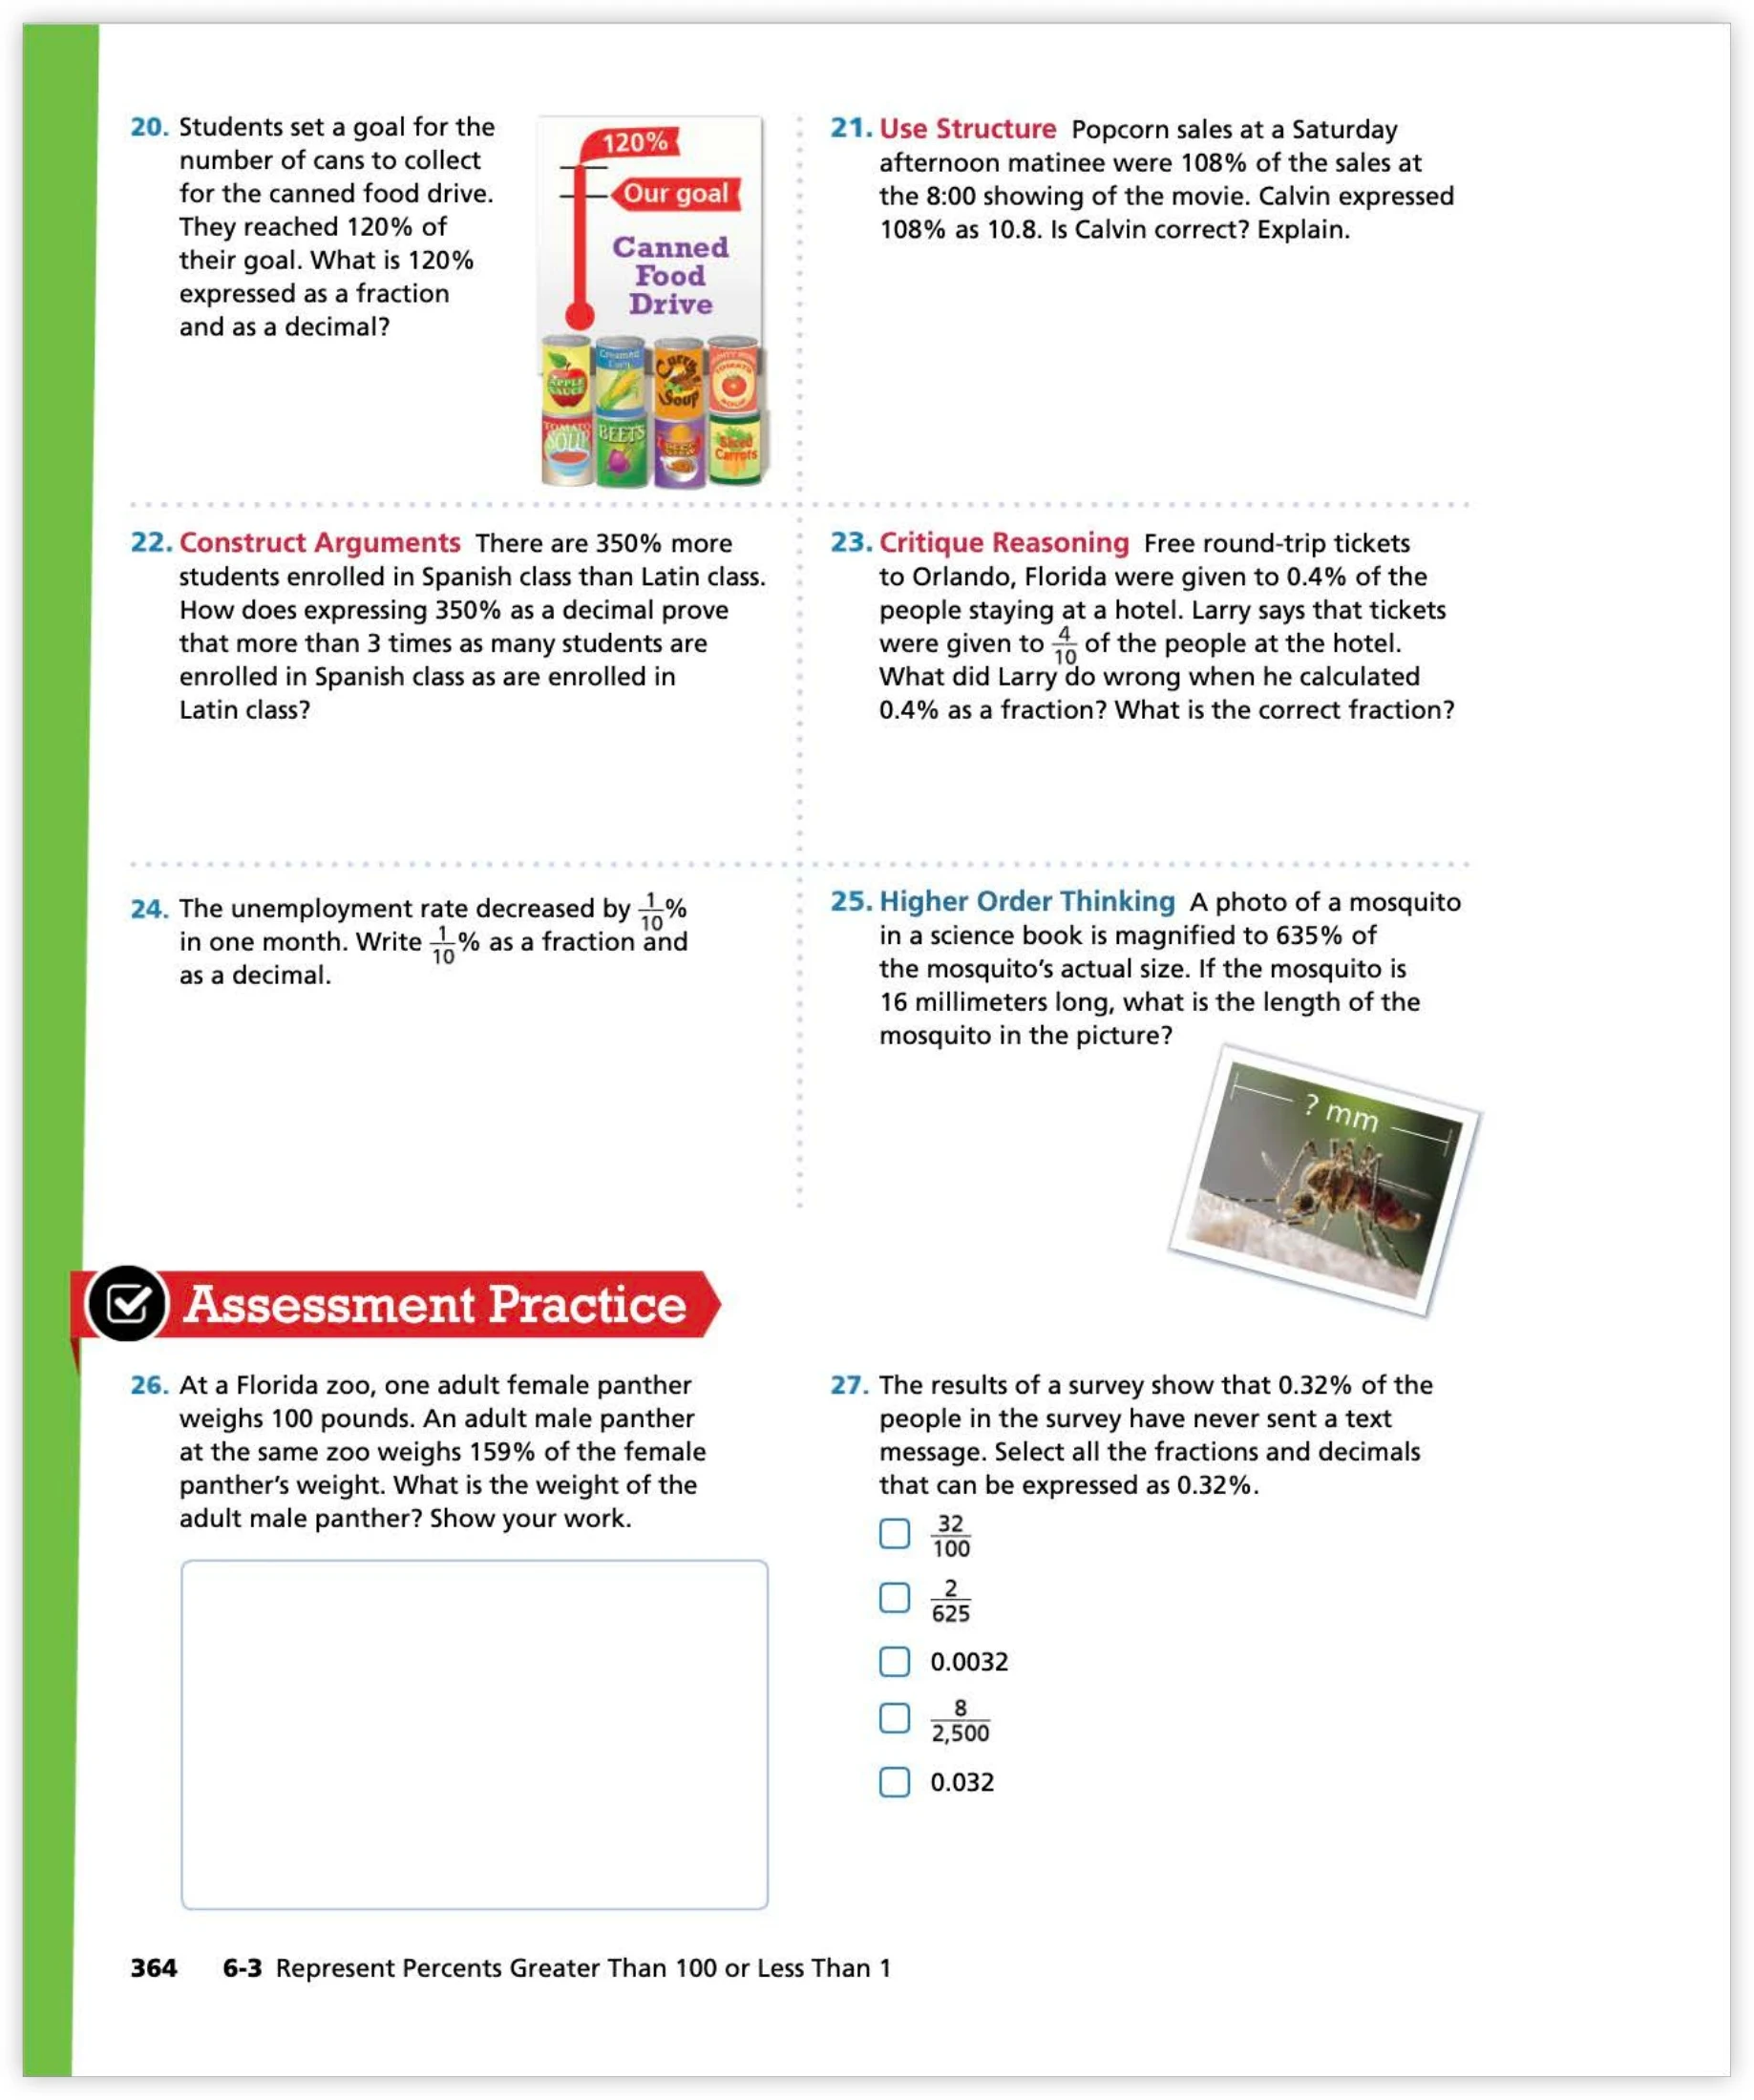 20. Students set a goal for the
number of cans to collect
for the canned food drive.
They reached 120% of
their goal. What is 120%
expressed as a fraction
and as a decimal?
120%
Our goal
Canned
Food
Drive
APPLE
SAUCE
Creamed
Corn
Curry
Soup
TOMATO
SOUP
TOMATO
SOUP
BEETS
Sliced
Carrots
21. Use Structure Popcorn sales at a Saturday
afternoon matinee were 108% of the sales at
the 8:00 showing of the movie. Calvin expressed
108% as 10.8. Is Calvin correct? Explain.
22. Construct Arguments There are 350% more
students enrolled in Spanish class than Latin class.
How does expressing 350% as a decimal prove
that more than 3 times as many students are
enrolled in Spanish class as are enrolled in
Latin class?
23. Critique Reasoning Free round-trip tickets
to Orlando, Florida were given to 0.4% of the
people staying at a hotel. Larry says that tickets
were given to 4/10 of the people at the hotel.
What did Larry do wrong when he calculated
0.4% as a fraction? What is the correct fraction?
24. The unemployment rate decreased by 1/10%
in one month. Write 1/10% as a fraction and
as a decimal.
25. Higher Order Thinking A photo of a mosquito
in a science book is magnified to 635% of
the mosquito's actual size. If the mosquito is
16 millimeters long, what is the length of the
mosquito in the picture?
? mm
Assessment Practice
26. At a Florida zoo, one adult female panther
weighs 100 pounds. An adult male panther
at the same zoo weighs 159% of the female
panther's weight. What is the weight of the
adult male panther? Show your work.
27. The results of a survey show that 0.32% of the
people in the survey have never sent a text
message. Select all the fractions and decimals
that can be expressed as 0.32%.
32/100
2/625
0.0032
8/2,500
0.032
364 6-3 Represent Percents Greater Than 100 or Less Than 1